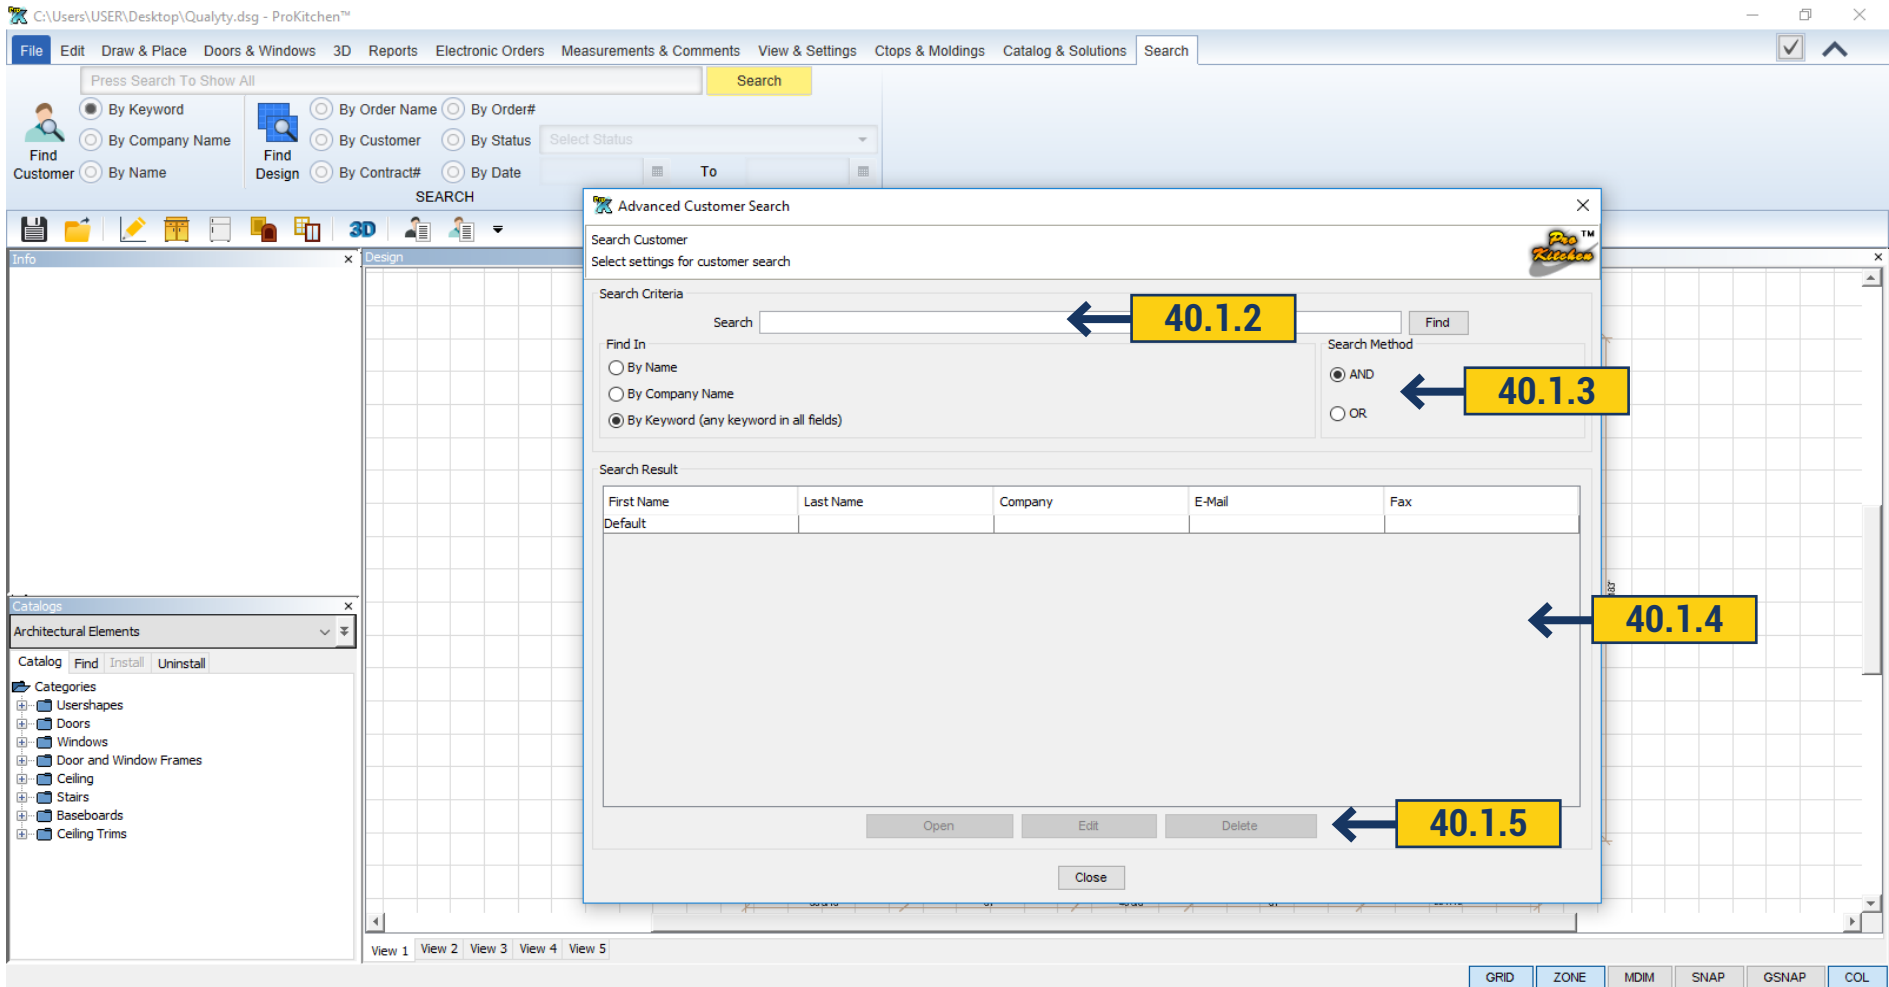 C:\Users\USER\Desktop\Qualyty.dsg - ProKitchen™
File Edit Draw & Place Doors & Windows 3D Reports Electronic Orders Measurements & Comments View & Settings Ctops & Moldings Catalog & Solutions Search
Press Search To Show All Search
By Keyword By Order Name By Order#
By Company Name By Customer By Status Select Status
Find Customer Find Design
By Name By Contract# By Date To
SEARCH
3D
Info Design
Advanced Customer Search
Search Customer
Select settings for customer search
Pro Kitchen TM
Search Criteria
Search 40.1.2 Find
Find In Search Method
By Name
AND
By Company Name 40.1.3
OR
By Keyword (any keyword in all fields)
Search Result
First Name Last Name Company E-Mail Fax
Default
40.1.4
Open Edit Delete 40.1.5
Close
Catalogs
Architectural Elements
Catalog Find Install Uninstall
Categories
Usershapes
Doors
Windows
Door and Window Frames
Ceiling
Stairs
Baseboards
Ceiling Trims
View 1 View 2 View 3 View 4 View 5
GRID ZONE MDIM SNAP GSNAP COL